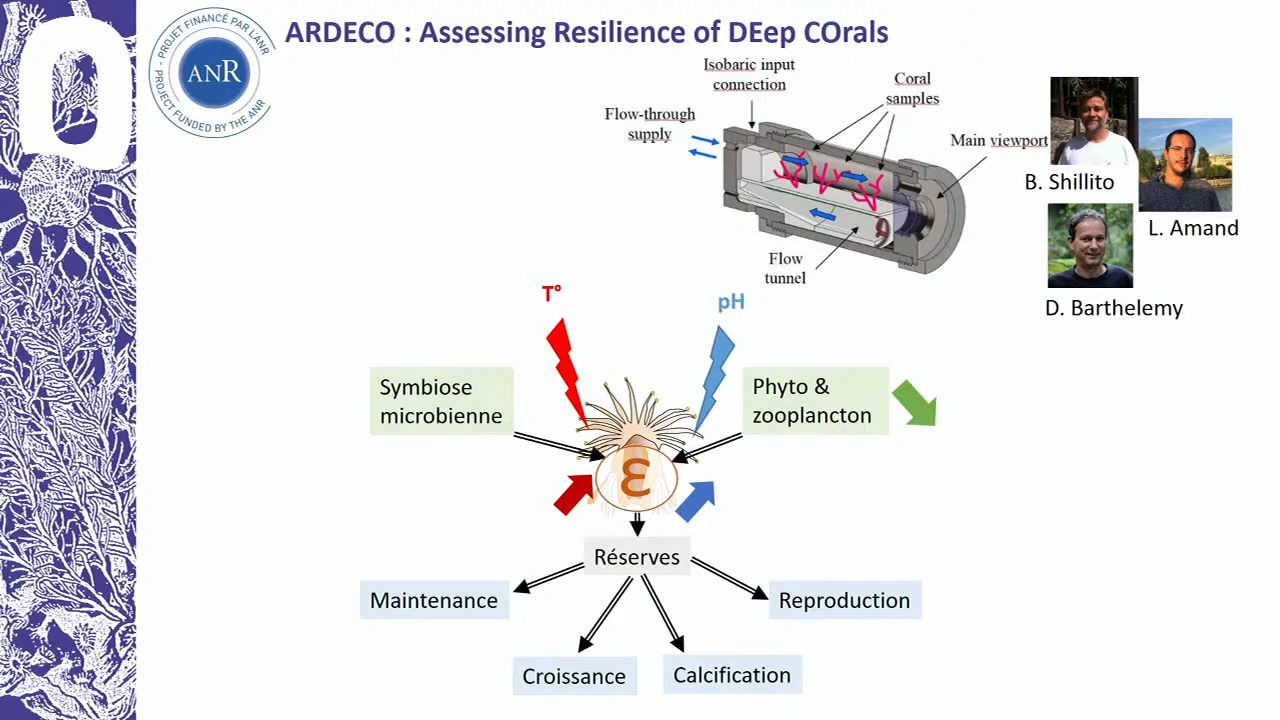 ARDECO : Assessing Resilience of DEep COrals
PROJET FINANCÉ PAR L'ANR
ANR
PROJECT FUNDED BY THE ANR
Isobaric input
connection
Coral
samples
Flow-through
supply
Main viewport
Flow
tunnel
B. Shillito
L. Amand
D. Barthelemy
T°
pH
Symbiose
microbienne
Phyto &
zooplancton
ε
Réserves
Maintenance
Reproduction
Croissance
Calcification